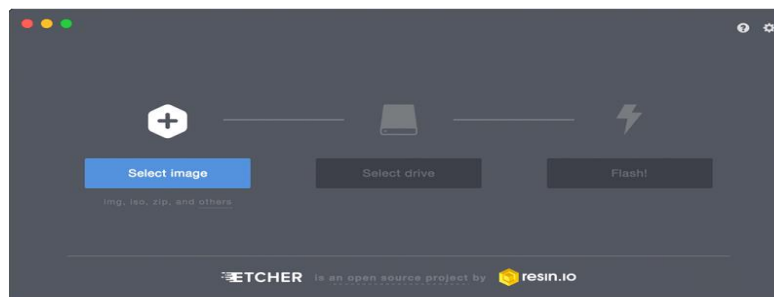 Select image
Select drive
Flash!
img, iso, zip, and others
ETCHER is an open source project by resin.io